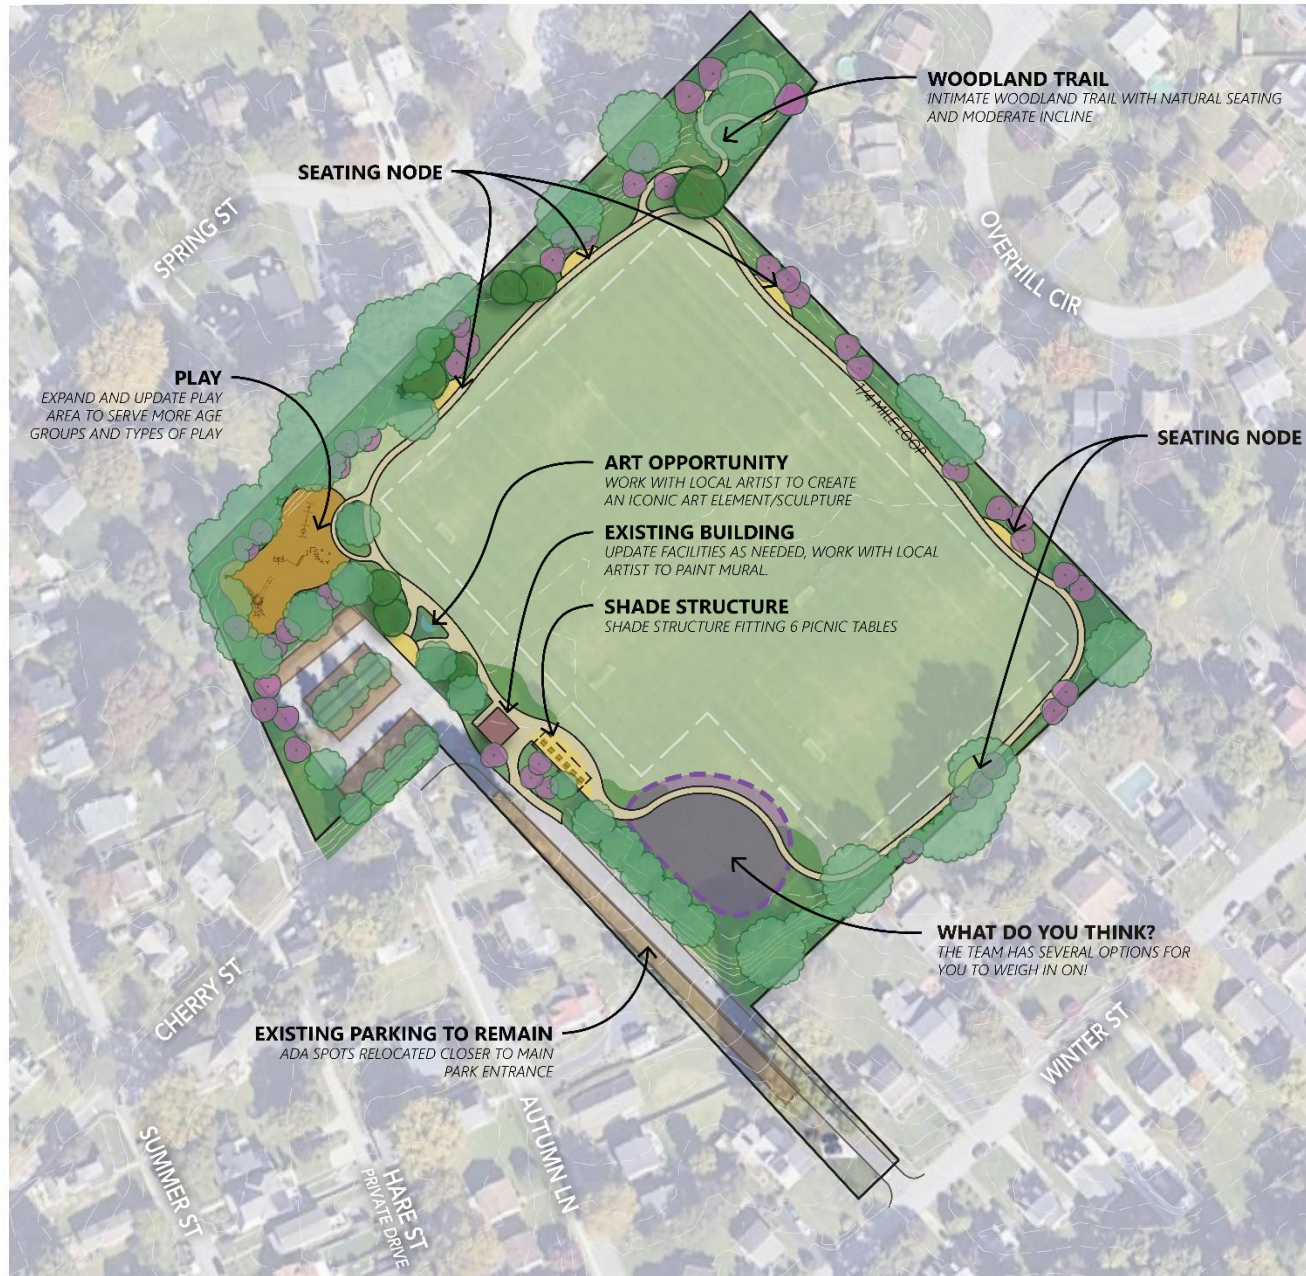 WOODLAND TRAIL
INTIMATE WOODLAND TRAIL WITH NATURAL SEATING
AND MODERATE INCLINE
SEATING NODE
SPRING ST
OVERHILL CIR
PLAY
EXPAND AND UPDATE PLAY
AREA TO SERVE MORE AGE
GROUPS AND TYPES OF PLAY
1/4 MILE LOOP
SEATING NODE
ART OPPORTUNITY
WORK WITH LOCAL ARTIST TO CREATE
AN ICONIC ART ELEMENT/SCULPTURE
EXISTING BUILDING
UPDATE FACILITIES AS NEEDED, WORK WITH LOCAL
ARTIST TO PAINT MURAL.
SHADE STRUCTURE
SHADE STRUCTURE FITTING 6 PICNIC TABLES
WHAT DO YOU THINK?
THE TEAM HAS SEVERAL OPTIONS FOR
YOU TO WEIGH IN ON!
CHERRY ST
EXISTING PARKING TO REMAIN
ADA SPOTS RELOCATED CLOSER TO MAIN
PARK ENTRANCE
WINTER ST
SUMMER ST
HARE ST
PRIVATE DRIVE
AUTUMN LN